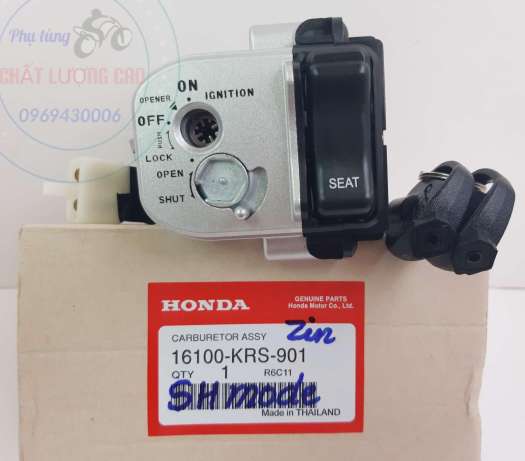 Phụ tùng
CHẤT LƯỢNG CAO
0969430006
ON
OPENER
IGNITION
OFF
PUSH
LOCK
OPEN
SHUT
SEAT
HONDA
GENUINE PARTS
Honda Motor Co., Ltd.
CARBURETOR ASSY
Zin
16100-KRS-901
QTY 1 R6C11
SH mode
Made in THAILAND